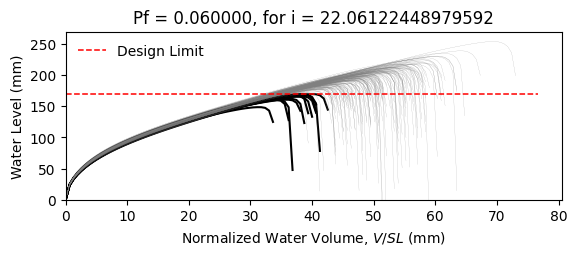 Pf = 0.060000, for i = 22.06122448979592
Water Level (mm)
250
200
150
100
50
0
Design Limit
0 10 20 30 40 50 60 70 80
Normalized Water Volume, V/SL (mm)